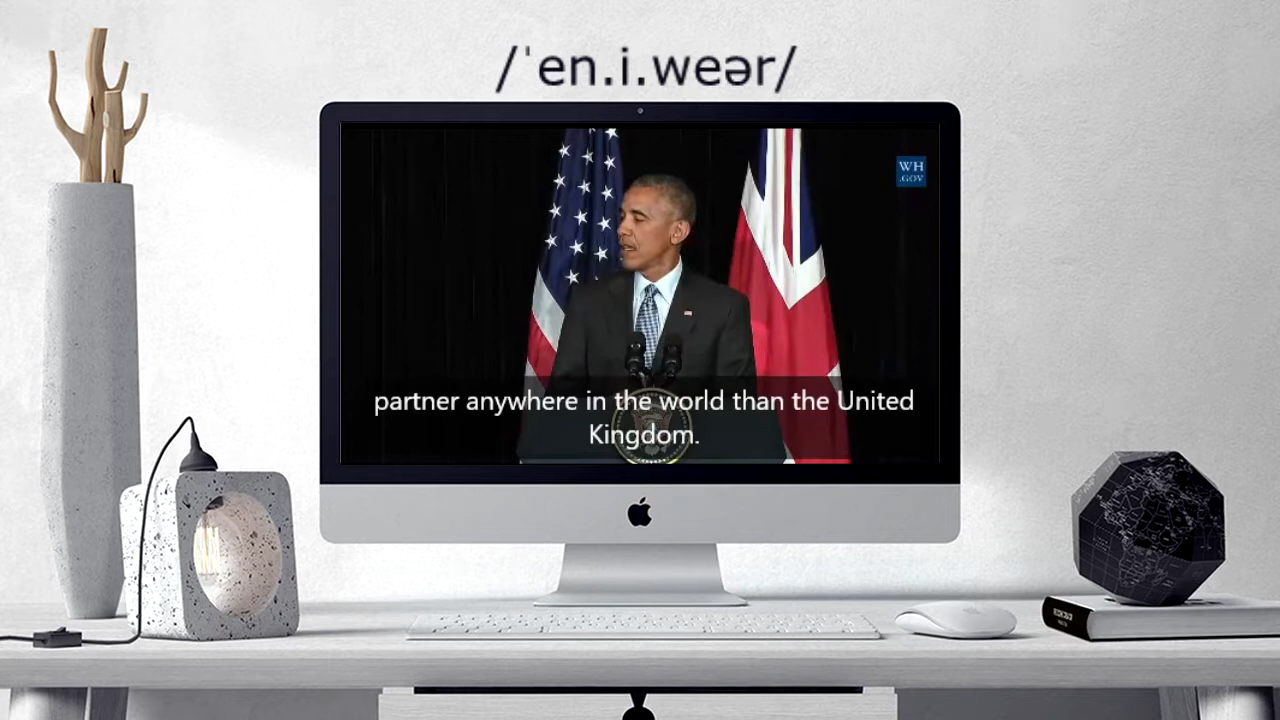 /ˈen.i.weər/
WH
.GOV
partner anywhere in the world than the United
Kingdom.